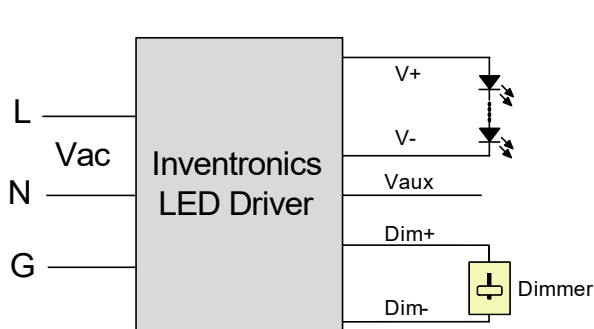 L
Vac
N
G
Inventronics
LED Driver
V+
V-
Vaux
Dim+
Dim-
Dimmer